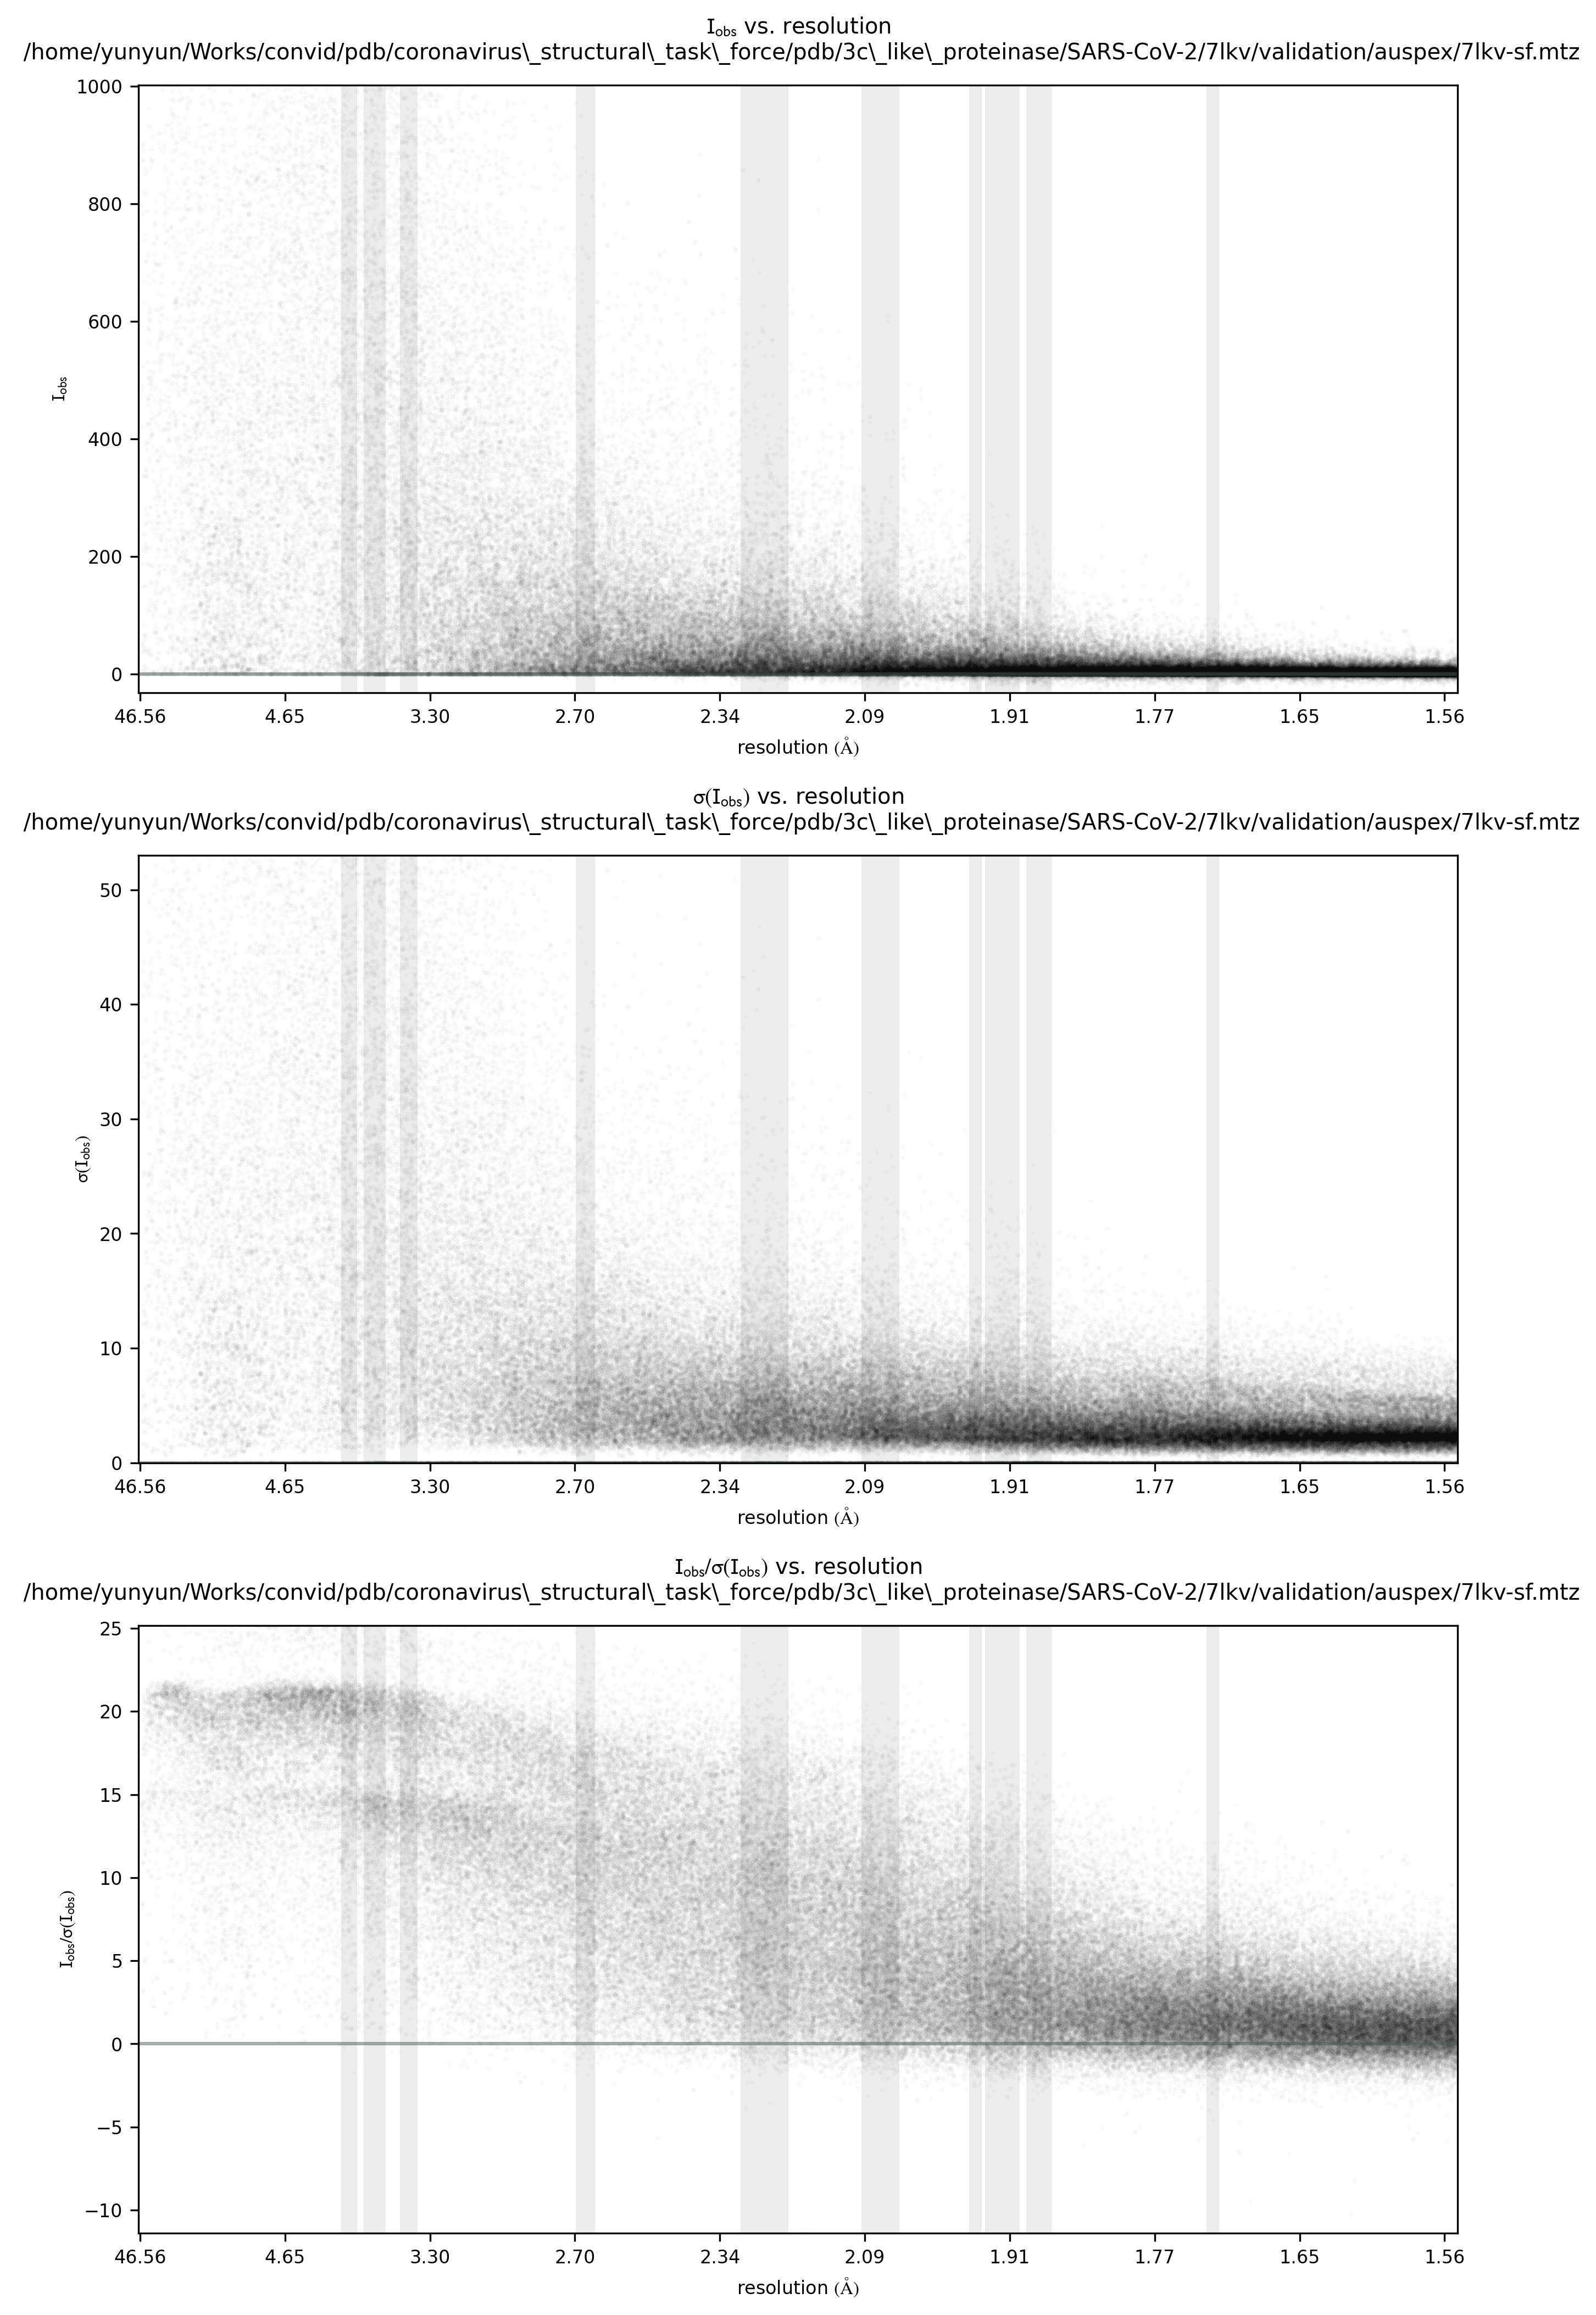 Iobs vs. resolution
/home/yunyun/Works/convid/pdb/coronavirus\_structural\_task\_force/pdb/3c\_like\_proteinase/SARS-CoV-2/7lkv/validation/auspex/7lkv-sf.mtz
1000
800
600
400
200
0
Iobs
46.56 4.65 3.30 2.70 2.34 2.09 1.91 1.77 1.65 1.56
resolution (Å)
σ(Iobs) vs. resolution
/home/yunyun/Works/convid/pdb/coronavirus\_structural\_task\_force/pdb/3c\_like\_proteinase/SARS-CoV-2/7lkv/validation/auspex/7lkv-sf.mtz
50
40
30
20
10
0
σ(Iobs)
46.56 4.65 3.30 2.70 2.34 2.09 1.91 1.77 1.65 1.56
resolution (Å)
Iobs/σ(Iobs) vs. resolution
/home/yunyun/Works/convid/pdb/coronavirus\_structural\_task\_force/pdb/3c\_like\_proteinase/SARS-CoV-2/7lkv/validation/auspex/7lkv-sf.mtz
25
20
15
10
5
0
−5
−10
Iobs/σ(Iobs)
46.56 4.65 3.30 2.70 2.34 2.09 1.91 1.77 1.65 1.56
resolution (Å)